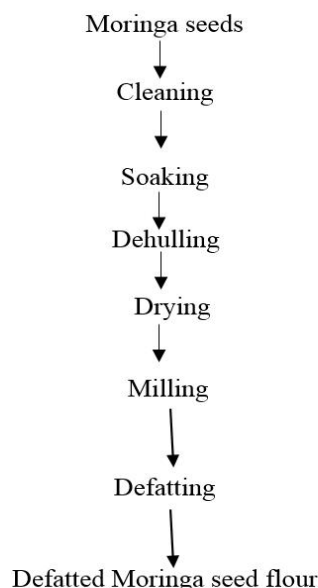 Moringa seeds
Cleaning
Soaking
Dehulling
Drying
Milling
Defatting
Defatted Moringa seed flour